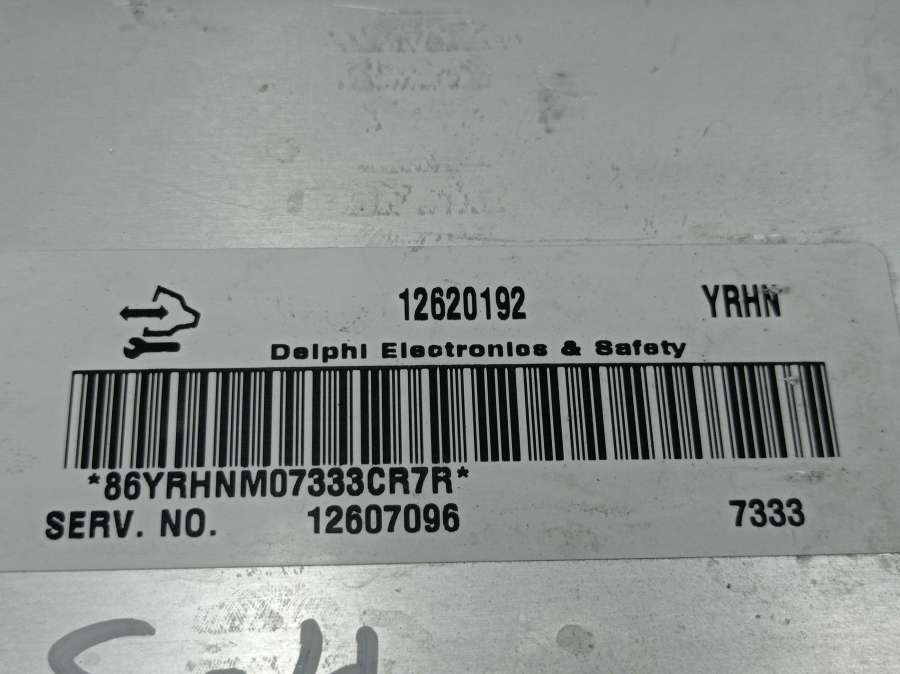 12620192 YRHN
Delphi Electronics & Safety
*86YRHNM07333CR7R*
SERV. NO. 12607096 7333